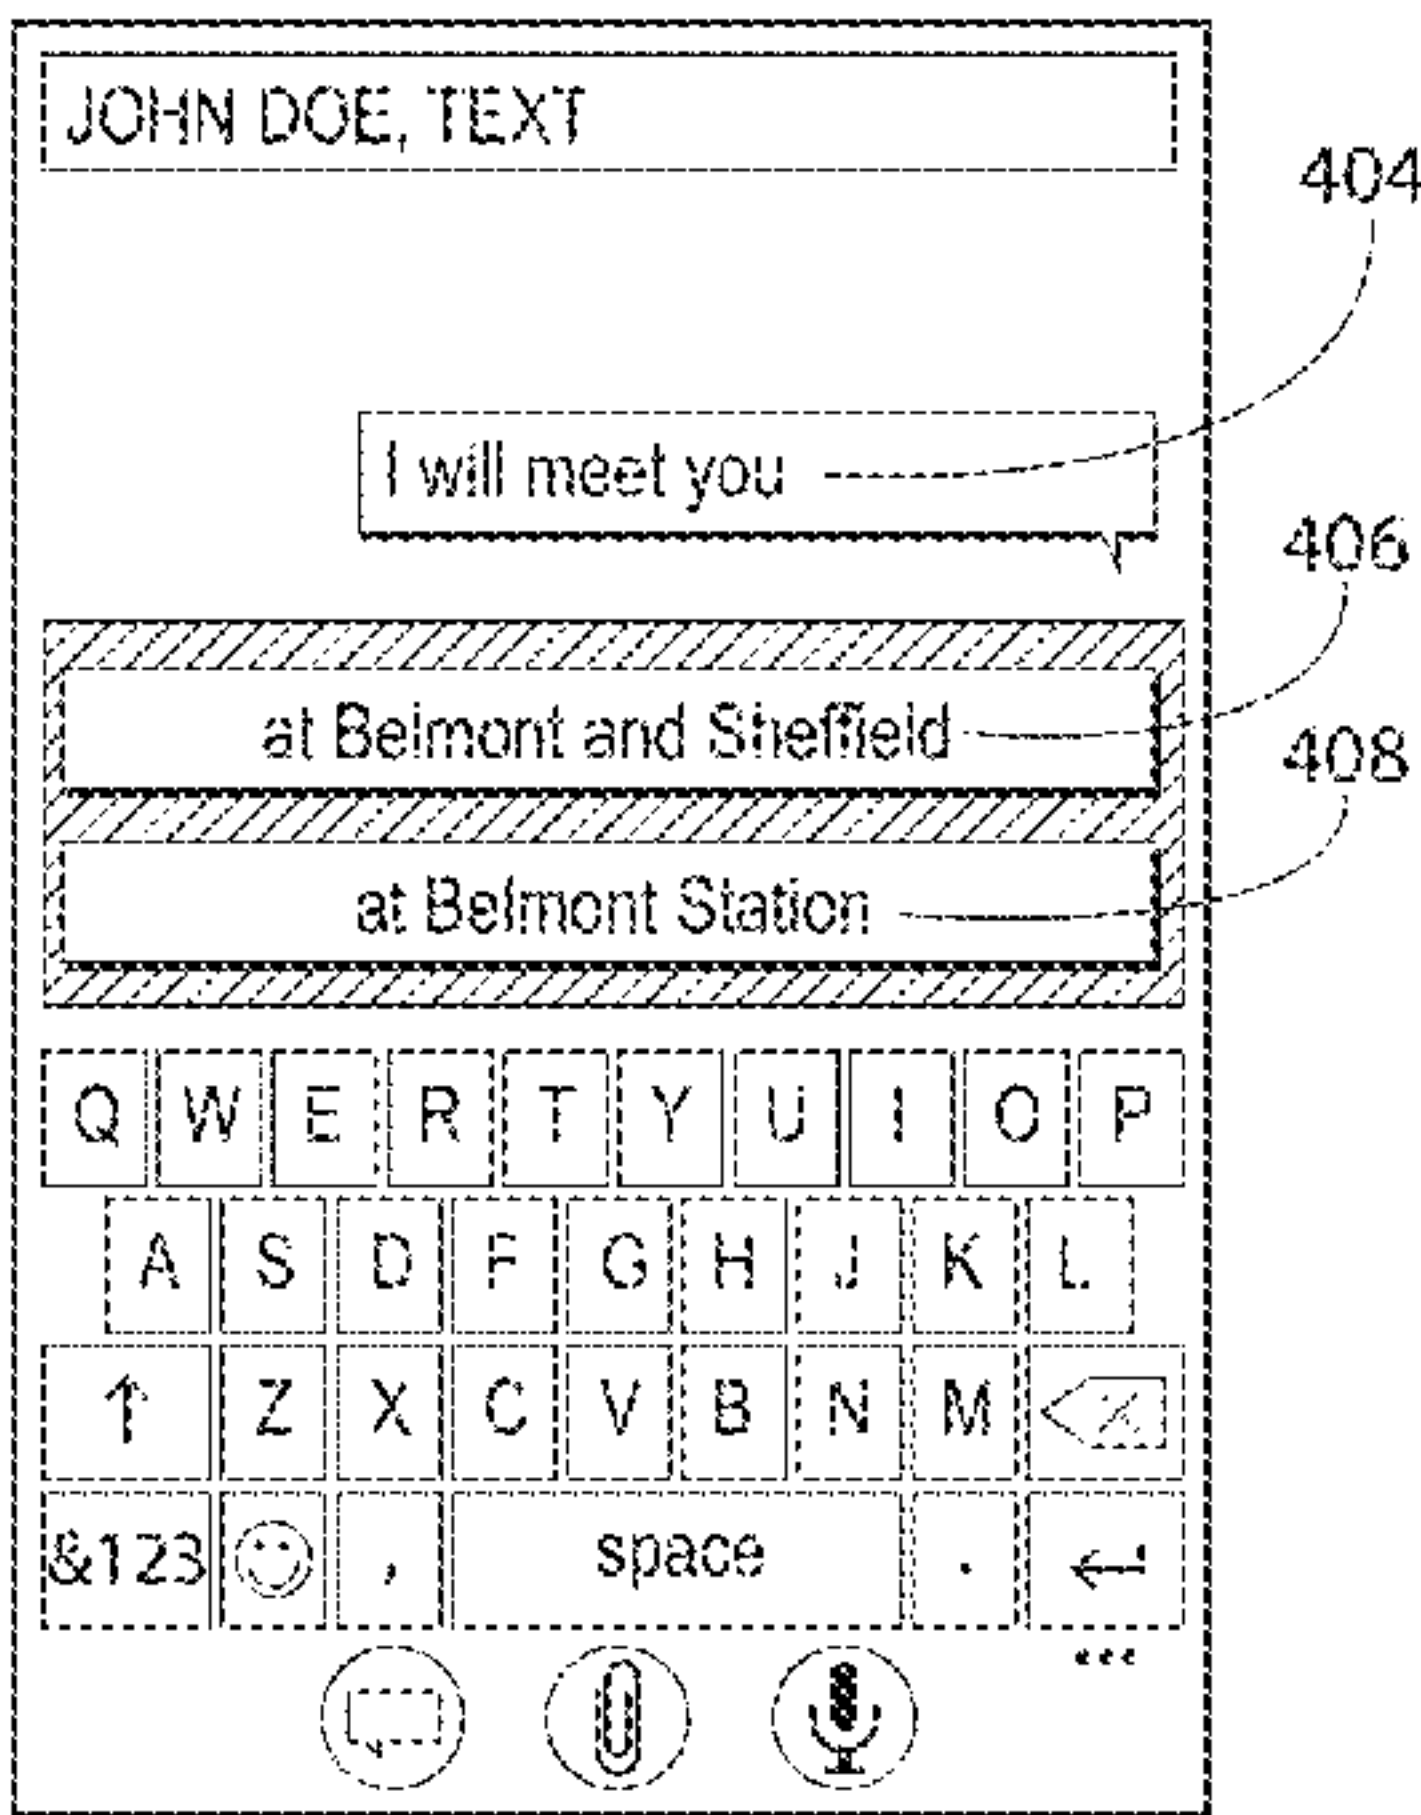 JOHN DOE, TEXT
404
I will meet you
406
at Belmont and Sheffield
408
at Belmont Station
Q W E R T Y U I O P
A S D F G H J K L
↑ Z X C V B N M
&123 , space . ←
...